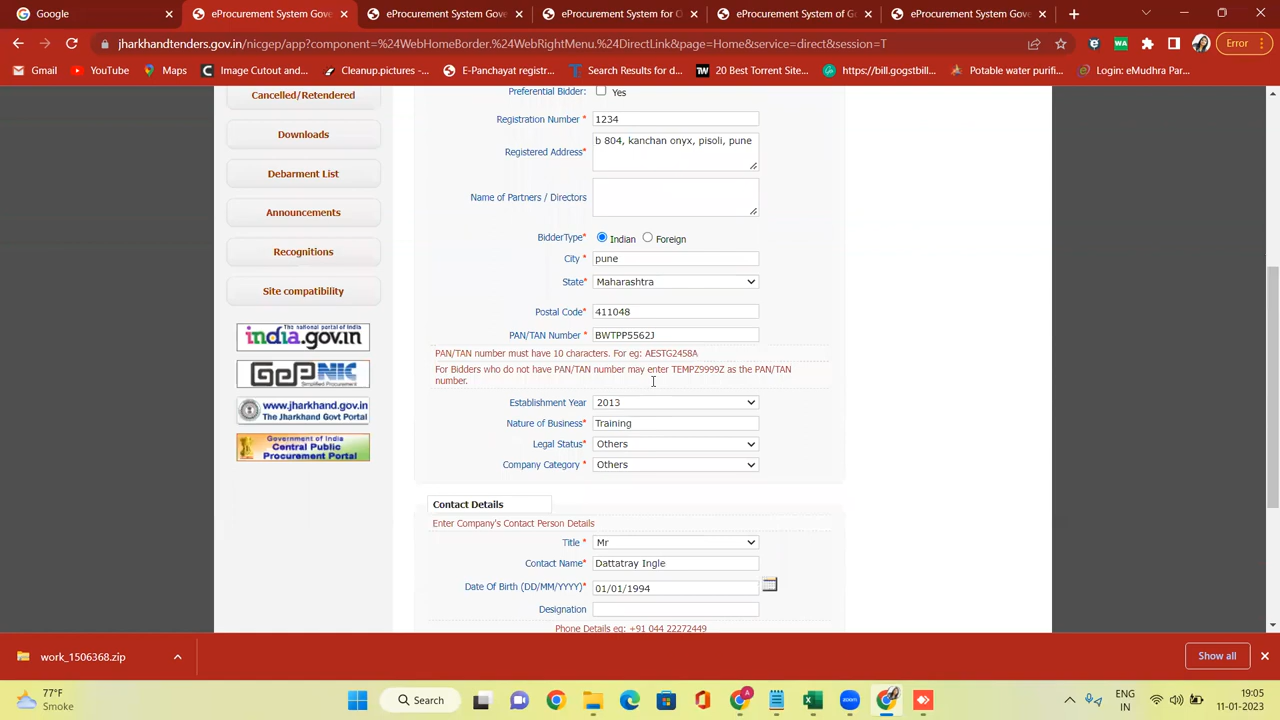 Google
eProcurement System Gove
eProcurement System Gove
eProcurement System for O
eProcurement System of G
eProcurement System Gove
jharkhandtenders.gov.in/nicgep/app?component=%24WebHomeBorder.%24WebRightMenu.%24DirectLink&page=Home&service=direct&session=T
Error
Gmail
YouTube
Maps
Image Cutout and...
Cleanup.pictures -...
E-Panchayat registr...
Search Results for d...
20 Best Torrent Site...
https://bill.gogstbill...
Potable water purifi...
Login: eMudhra Par...
Cancelled/Retendered
Downloads
Debarment List
Announcements
Recognitions
Site compatibility
The national portal of India
india.gov.in
GePNIC
www.jharkhand.gov.in
The Jharkhand Govt Portal
Government of India
Central Public
Procurement Portal
Preferential Bidder: Yes
Registration Number * 1234
Registered Address* b 804, kanchan onyx, pisoli, pune
Name of Partners / Directors
BidderType* Indian Foreign
City * pune
State* Maharashtra
Postal Code* 411048
PAN/TAN Number * BWTPP5562J
PAN/TAN number must have 10 characters. For eg: AESTG2458A
For Bidders who do not have PAN/TAN number may enter TEMPZ9999Z as the PAN/TAN
number.
Establishment Year 2013
Nature of Business* Training
Legal Status* Others
Company Category * Others
Contact Details
Enter Company's Contact Person Details
Title * Mr
Contact Name* Dattatray Ingle
Date Of Birth (DD/MM/YYYY)* 01/01/1994
Designation
Phone Details eg: +91 044 22272449
work_1506368.zip
Show all
77°F
Smoke
Search
ENG
IN
19:05
11-01-2023